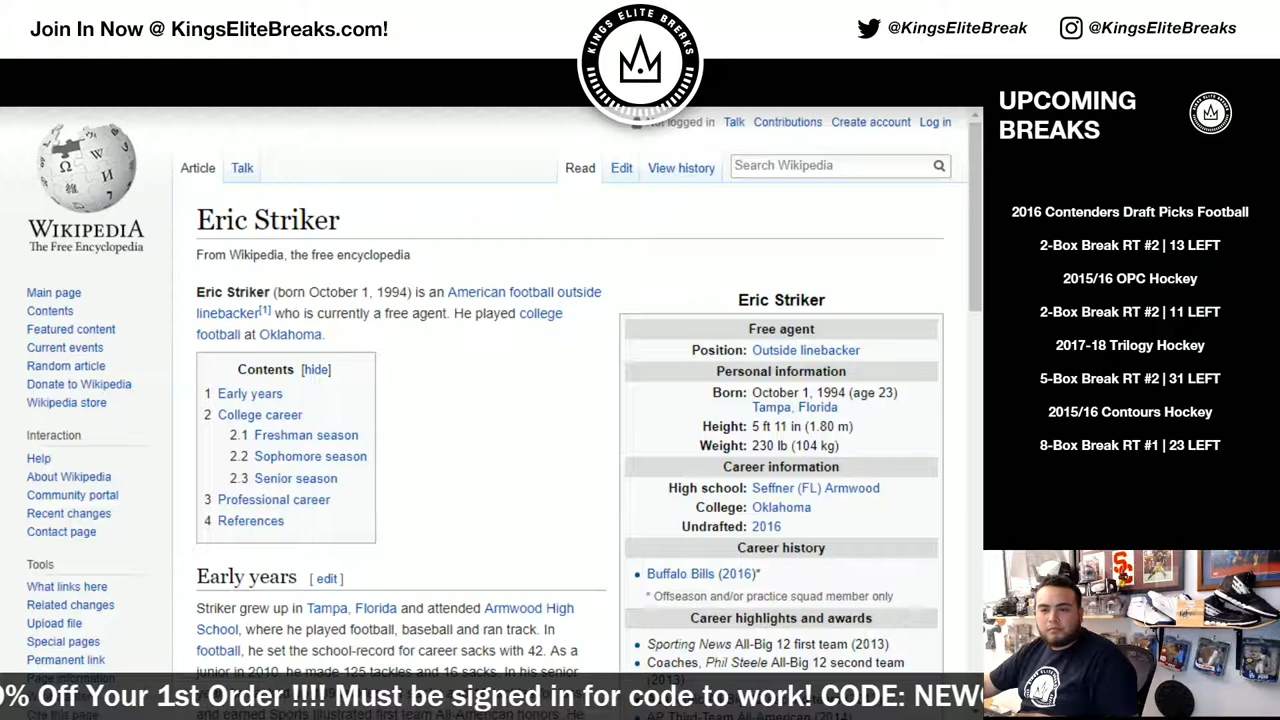 Join In Now @ KingsEliteBreaks.com!
KINGS ELITE BREAKS
@KingsEliteBreak
@KingsEliteBreaks
UPCOMING
BREAKS
2016 Contenders Draft Picks Football
2-Box Break RT #2 | 13 LEFT
2015/16 OPC Hockey
2-Box Break RT #2 | 11 LEFT
2017-18 Trilogy Hockey
5-Box Break RT #2 | 31 LEFT
2015/16 Contours Hockey
8-Box Break RT #1 | 23 LEFT
logged in Talk Contributions Create account Log in
Article Talk Read Edit View history Search Wikipedia
WIKIPEDIA
The Free Encyclopedia
Main page
Contents
Featured content
Current events
Random article
Donate to Wikipedia
Wikipedia store
Interaction
Help
About Wikipedia
Community portal
Recent changes
Contact page
Tools
What links here
Related changes
Upload file
Special pages
Permanent link
Page information
Eric Striker
From Wikipedia, the free encyclopedia
Eric Striker (born October 1, 1994) is an American football outside
linebacker[1] who is currently a free agent. He played college
football at Oklahoma.
Contents [hide]
1 Early years
2 College career
2.1 Freshman season
2.2 Sophomore season
2.3 Senior season
3 Professional career
4 References
Early years [ edit ]
Striker grew up in Tampa, Florida and attended Armwood High
School, where he played football, baseball and ran track. In
football, he set the school-record for career sacks with 42. As a
junior in 2010, he made 125 tackles and 16 sacks. In his senior
and earned Sports Illustrated first team All-American honors. He
Eric Striker
Free agent
Position: Outside linebacker
Personal information
Born: October 1, 1994 (age 23)
Tampa, Florida
Height: 5 ft 11 in (1.80 m)
Weight: 230 lb (104 kg)
Career information
High school: Seffner (FL) Armwood
College: Oklahoma
Undrafted: 2016
Career history
• Buffalo Bills (2016)*
* Offseason and/or practice squad member only
Career highlights and awards
• Sporting News All-Big 12 first team (2013)
• Coaches, Phil Steele All-Big 12 second team
(2013)
AP Third-Team All-American (2014)
% Off Your 1st Order !!!! Must be signed in for code to work! CODE: NEW